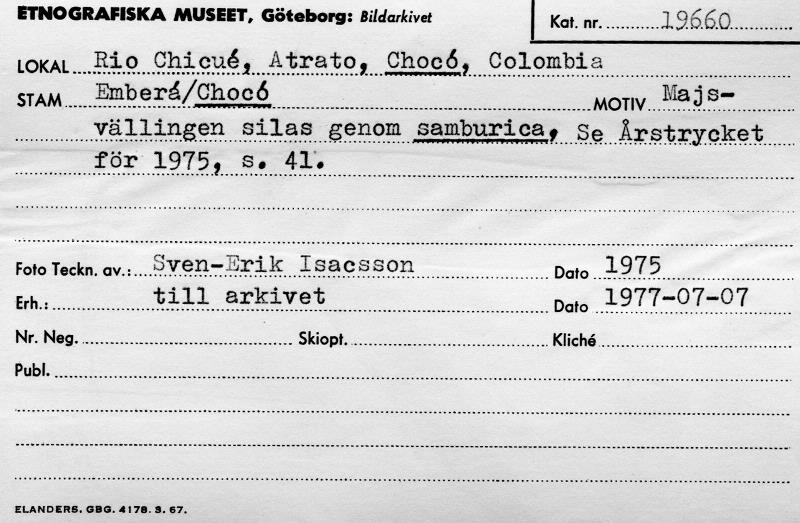 ETNOGRAFISKA MUSEET, Göteborg: Bildarkivet
Kat. nr. 19660
LOKAL Rio Chicué, Atrato, Chocó, Colombia
STAM Emberá/Chocó MOTIV Majs-
vällingen silas genom samburica, Se Årstrycket
för 1975, s. 41.
Foto Teckn. av.: Sven-Erik Isacsson Dato 1975
Erh.: till arkivet Dato 1977-07-07
Nr. Neg. Skiopt. Kliché
Publ.
ELANDERS. GBG. 4178. 3. 67.